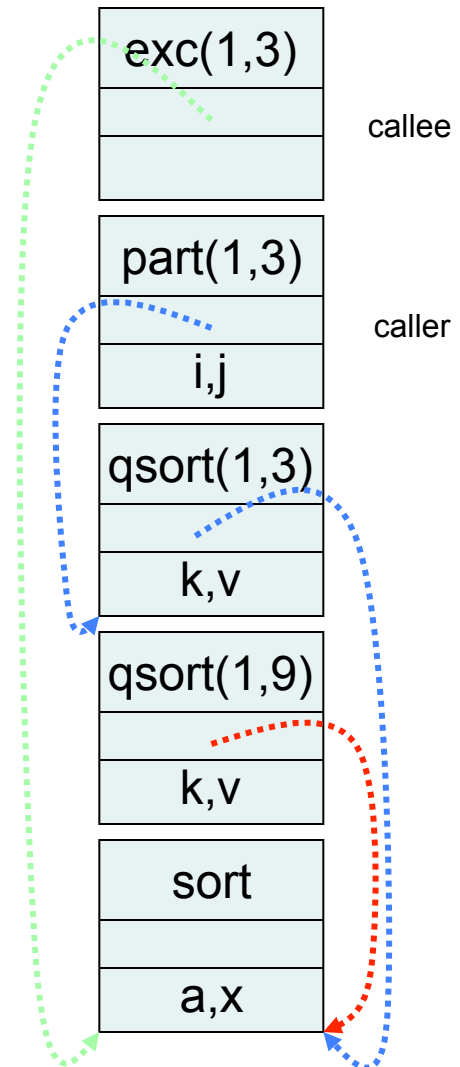 exc(1,3)
callee
part(1,3)
caller
i,j
qsort(1,3)
k,v
qsort(1,9)
k,v
sort
a,x